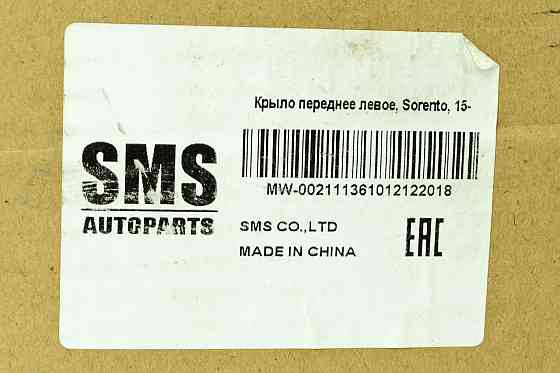 Крыло переднее левое, Sorento, 15-
SMS
AUTOPARTS
MW-002111361012122018
SMS CO.,LTD
MADE IN CHINA
EAC